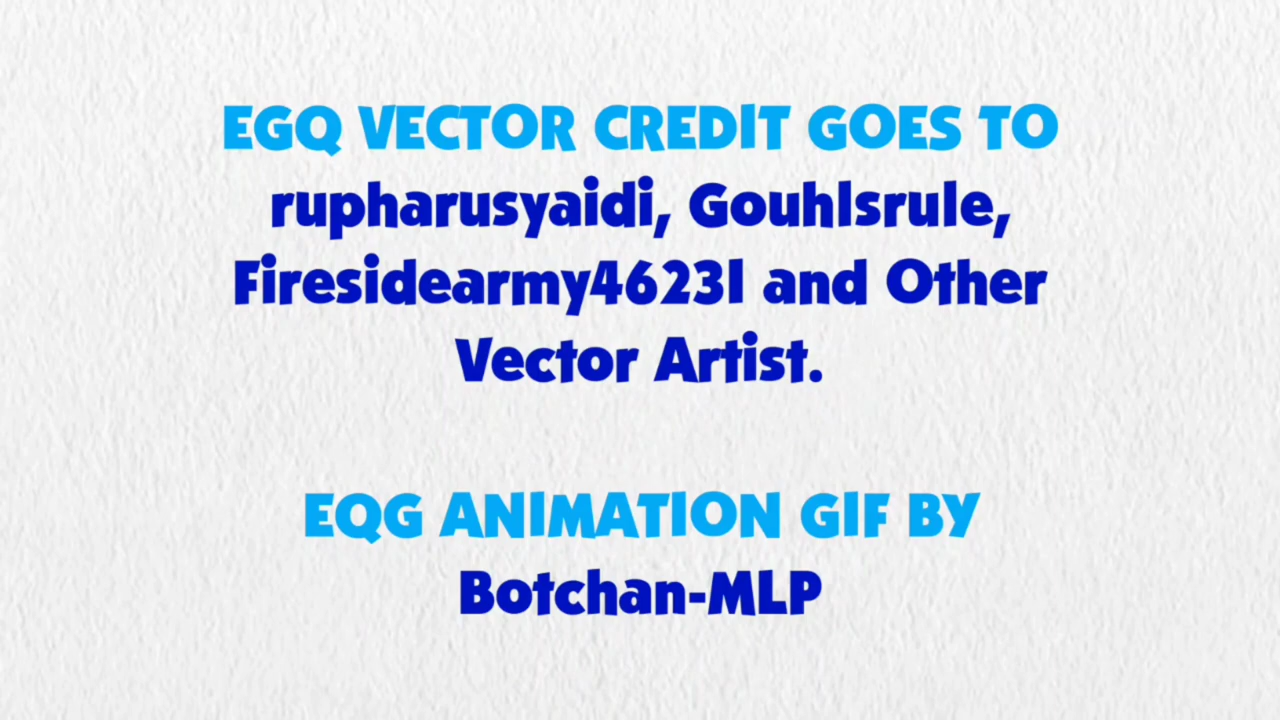 EGQ VECTOR CREDIT GOES TO
rupharusyaidi, Gouhlsrule,
Firesidearmy46231 and Other
Vector Artist.
EQG ANIMATION GIF BY
Botchan-MLP